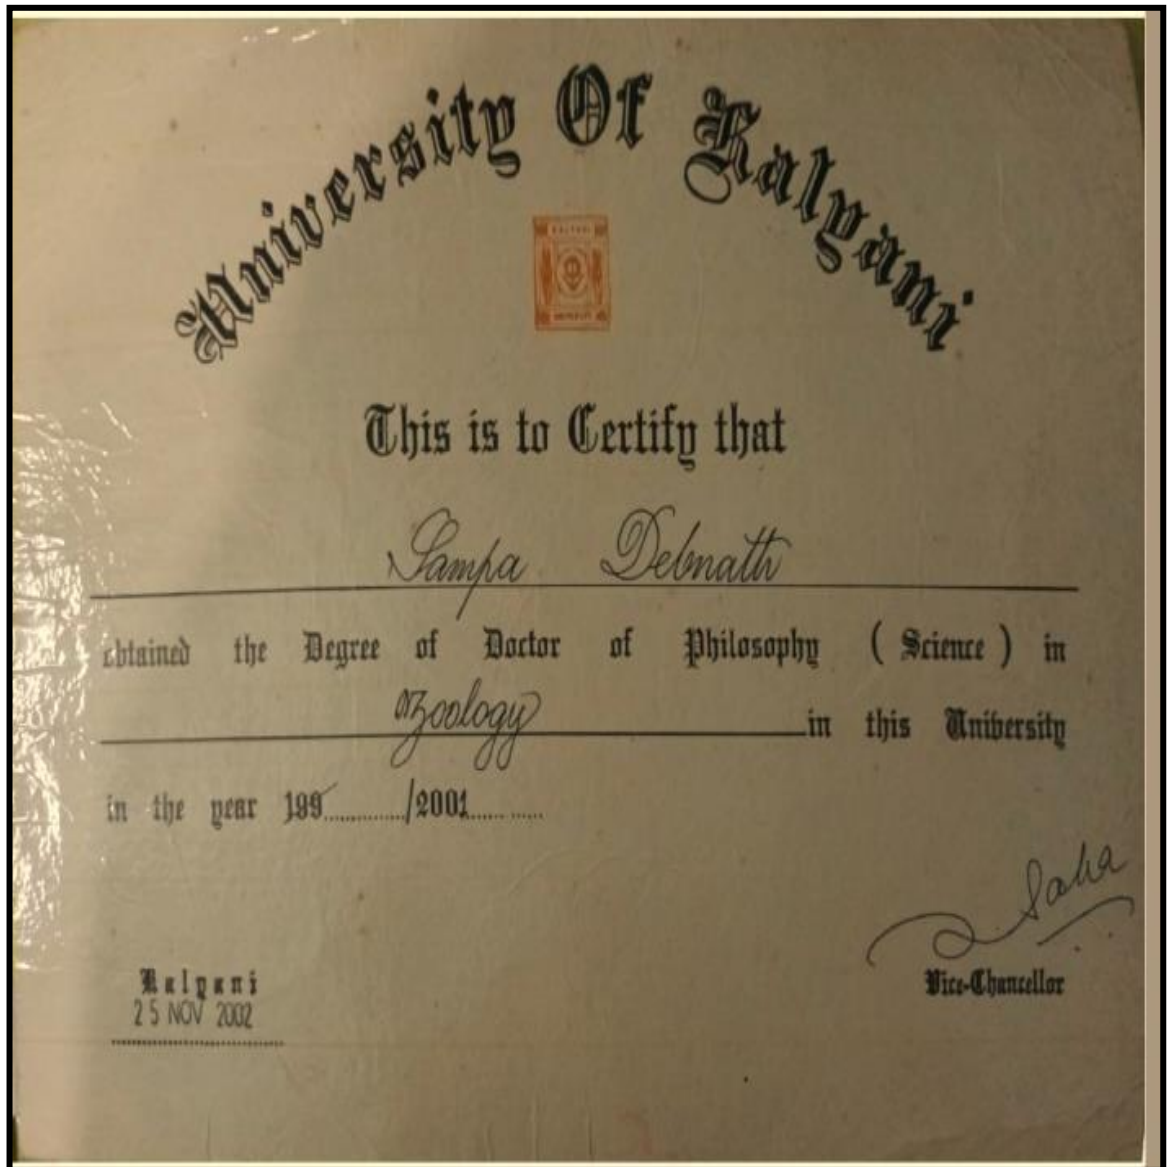 University Of Kalyani
KALYANI
This is to Certify that
Sampa Debnath
obtained the Degree of Doctor of Philosophy ( Science ) in
Zoology in this University
in the year 199............/2001...........
Saha
Kalyani
Vice-Chancellor
25 NOV 2002